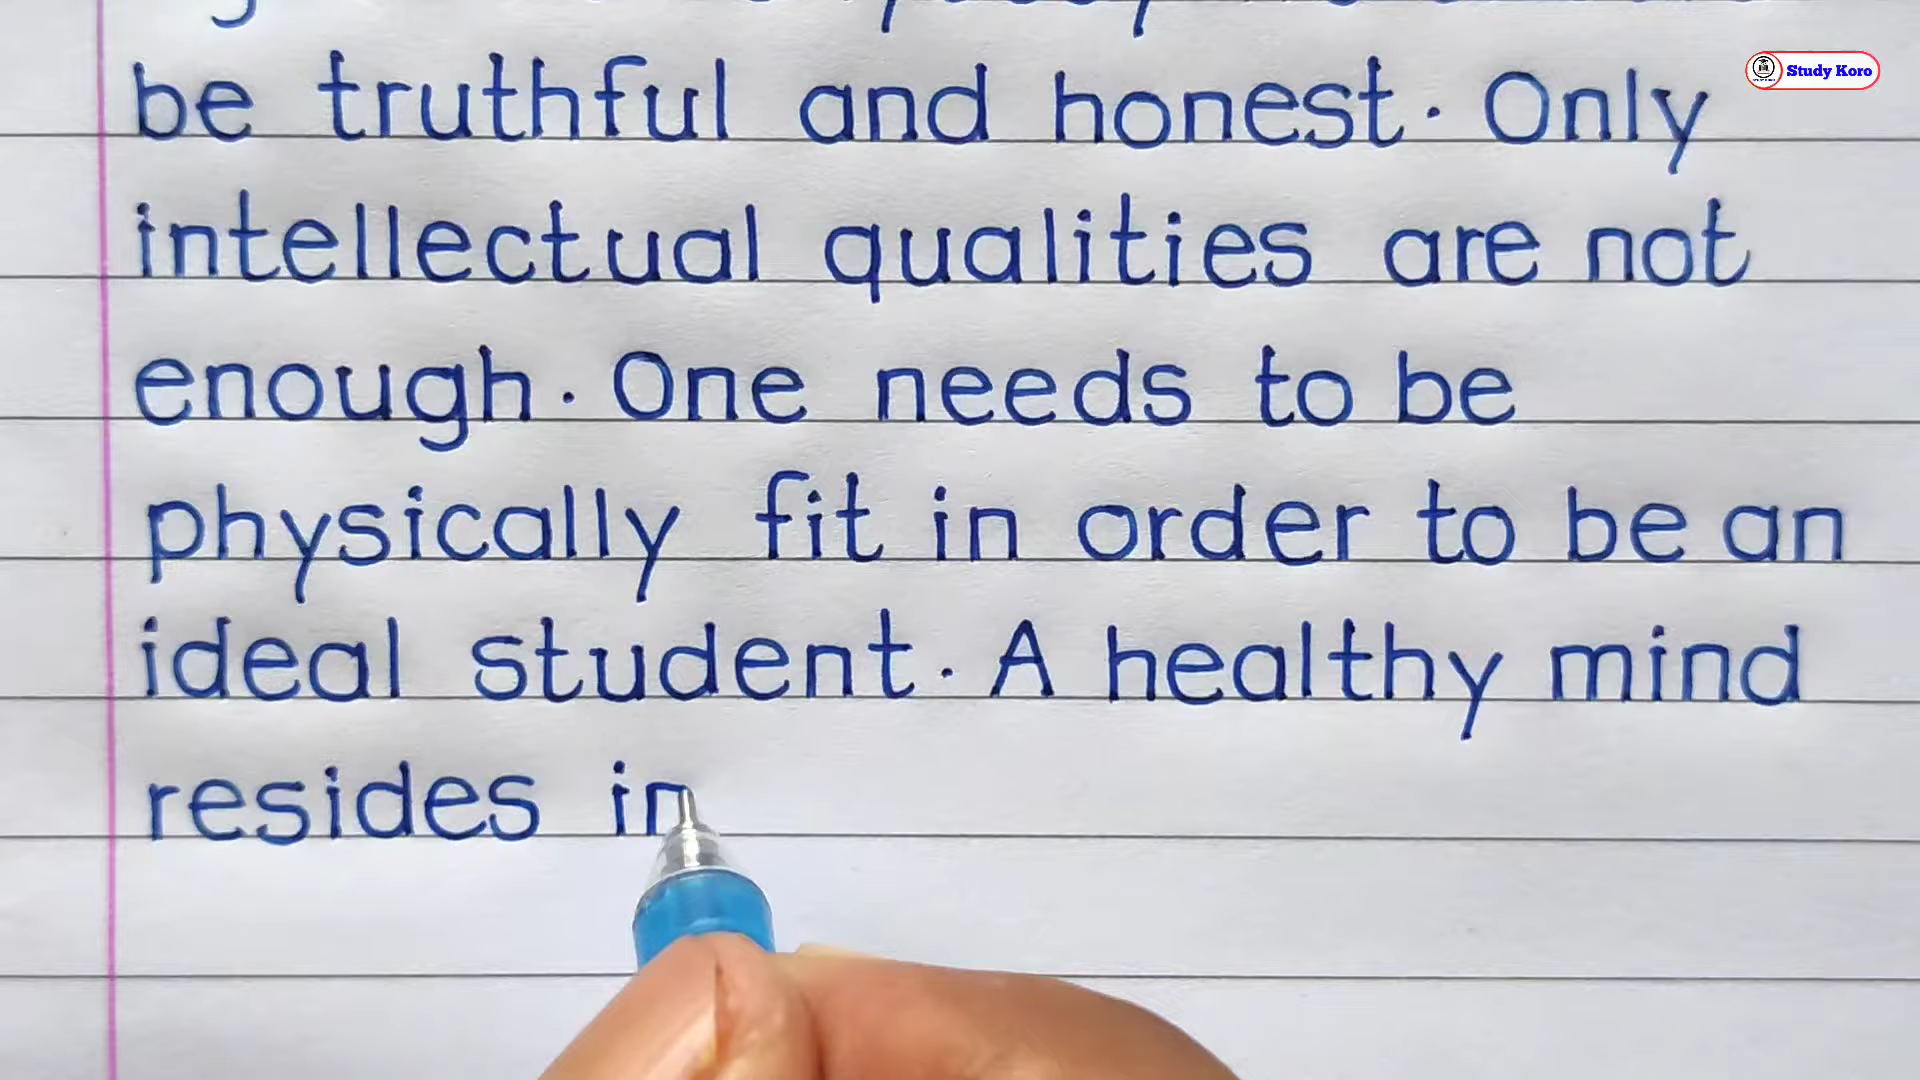 be truthful and honest. Only
Study Koro
intellectual qualities are not
enough. One needs to be
physically fit in order to be an
ideal student. A healthy mind
resides in